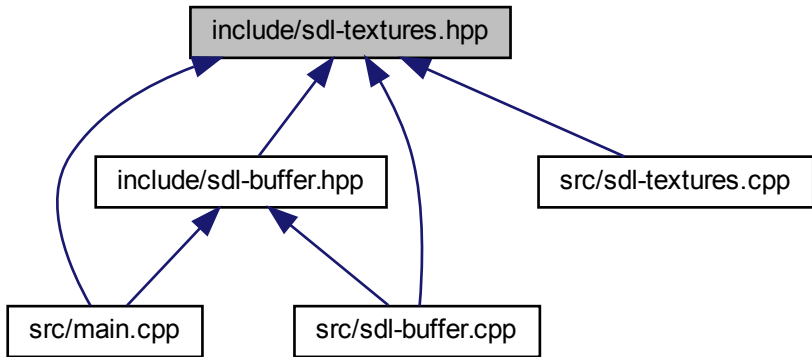 include/sdl-textures.hpp
include/sdl-buffer.hpp
src/sdl-textures.cpp
src/main.cpp
src/sdl-buffer.cpp